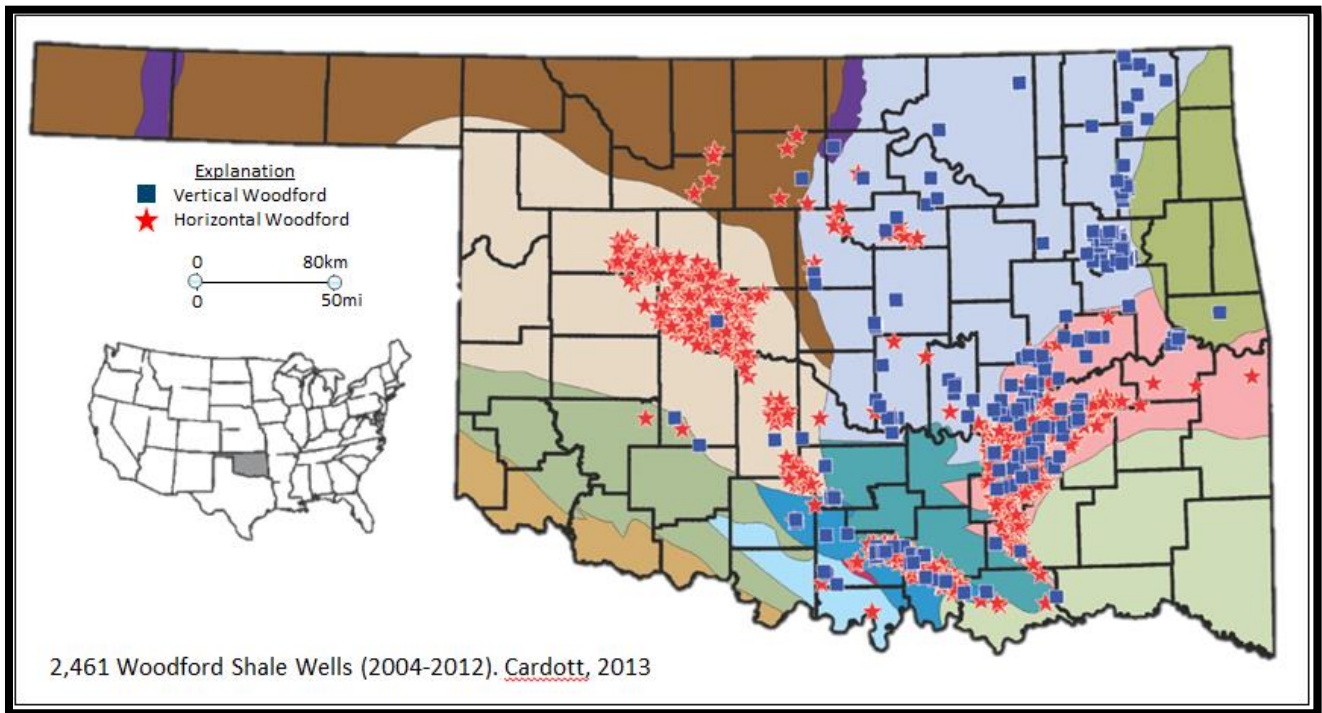 Explanation
Vertical Woodford
Horizontal Woodford
0 80km
0 50mi
2,461 Woodford Shale Wells (2004-2012). Cardott, 2013